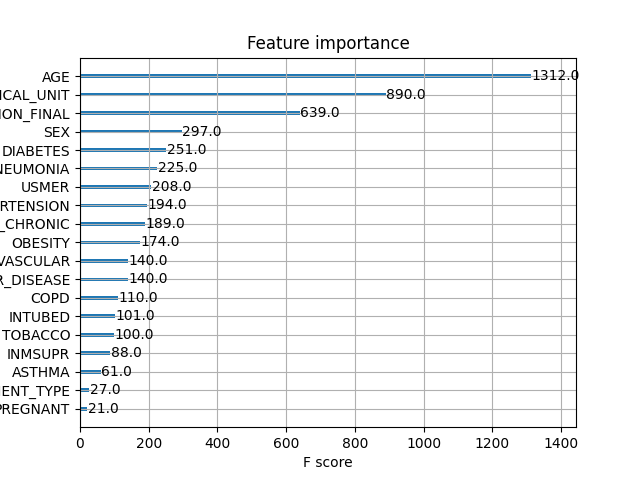 Feature importance
AGE 1312.0
ICAL_UNIT 890.0
ION_FINAL 639.0
SEX 297.0
DIABETES 251.0
NEUMONIA 225.0
USMER 208.0
RTENSION 194.0
_CHRONIC 189.0
OBESITY 174.0
VASCULAR 140.0
R_DISEASE 140.0
COPD 110.0
INTUBED 101.0
TOBACCO 100.0
INMSUPR 88.0
ASTHMA 61.0
ENT_TYPE 27.0
PREGNANT 21.0
0 200 400 600 800 1000 1200 1400
F score